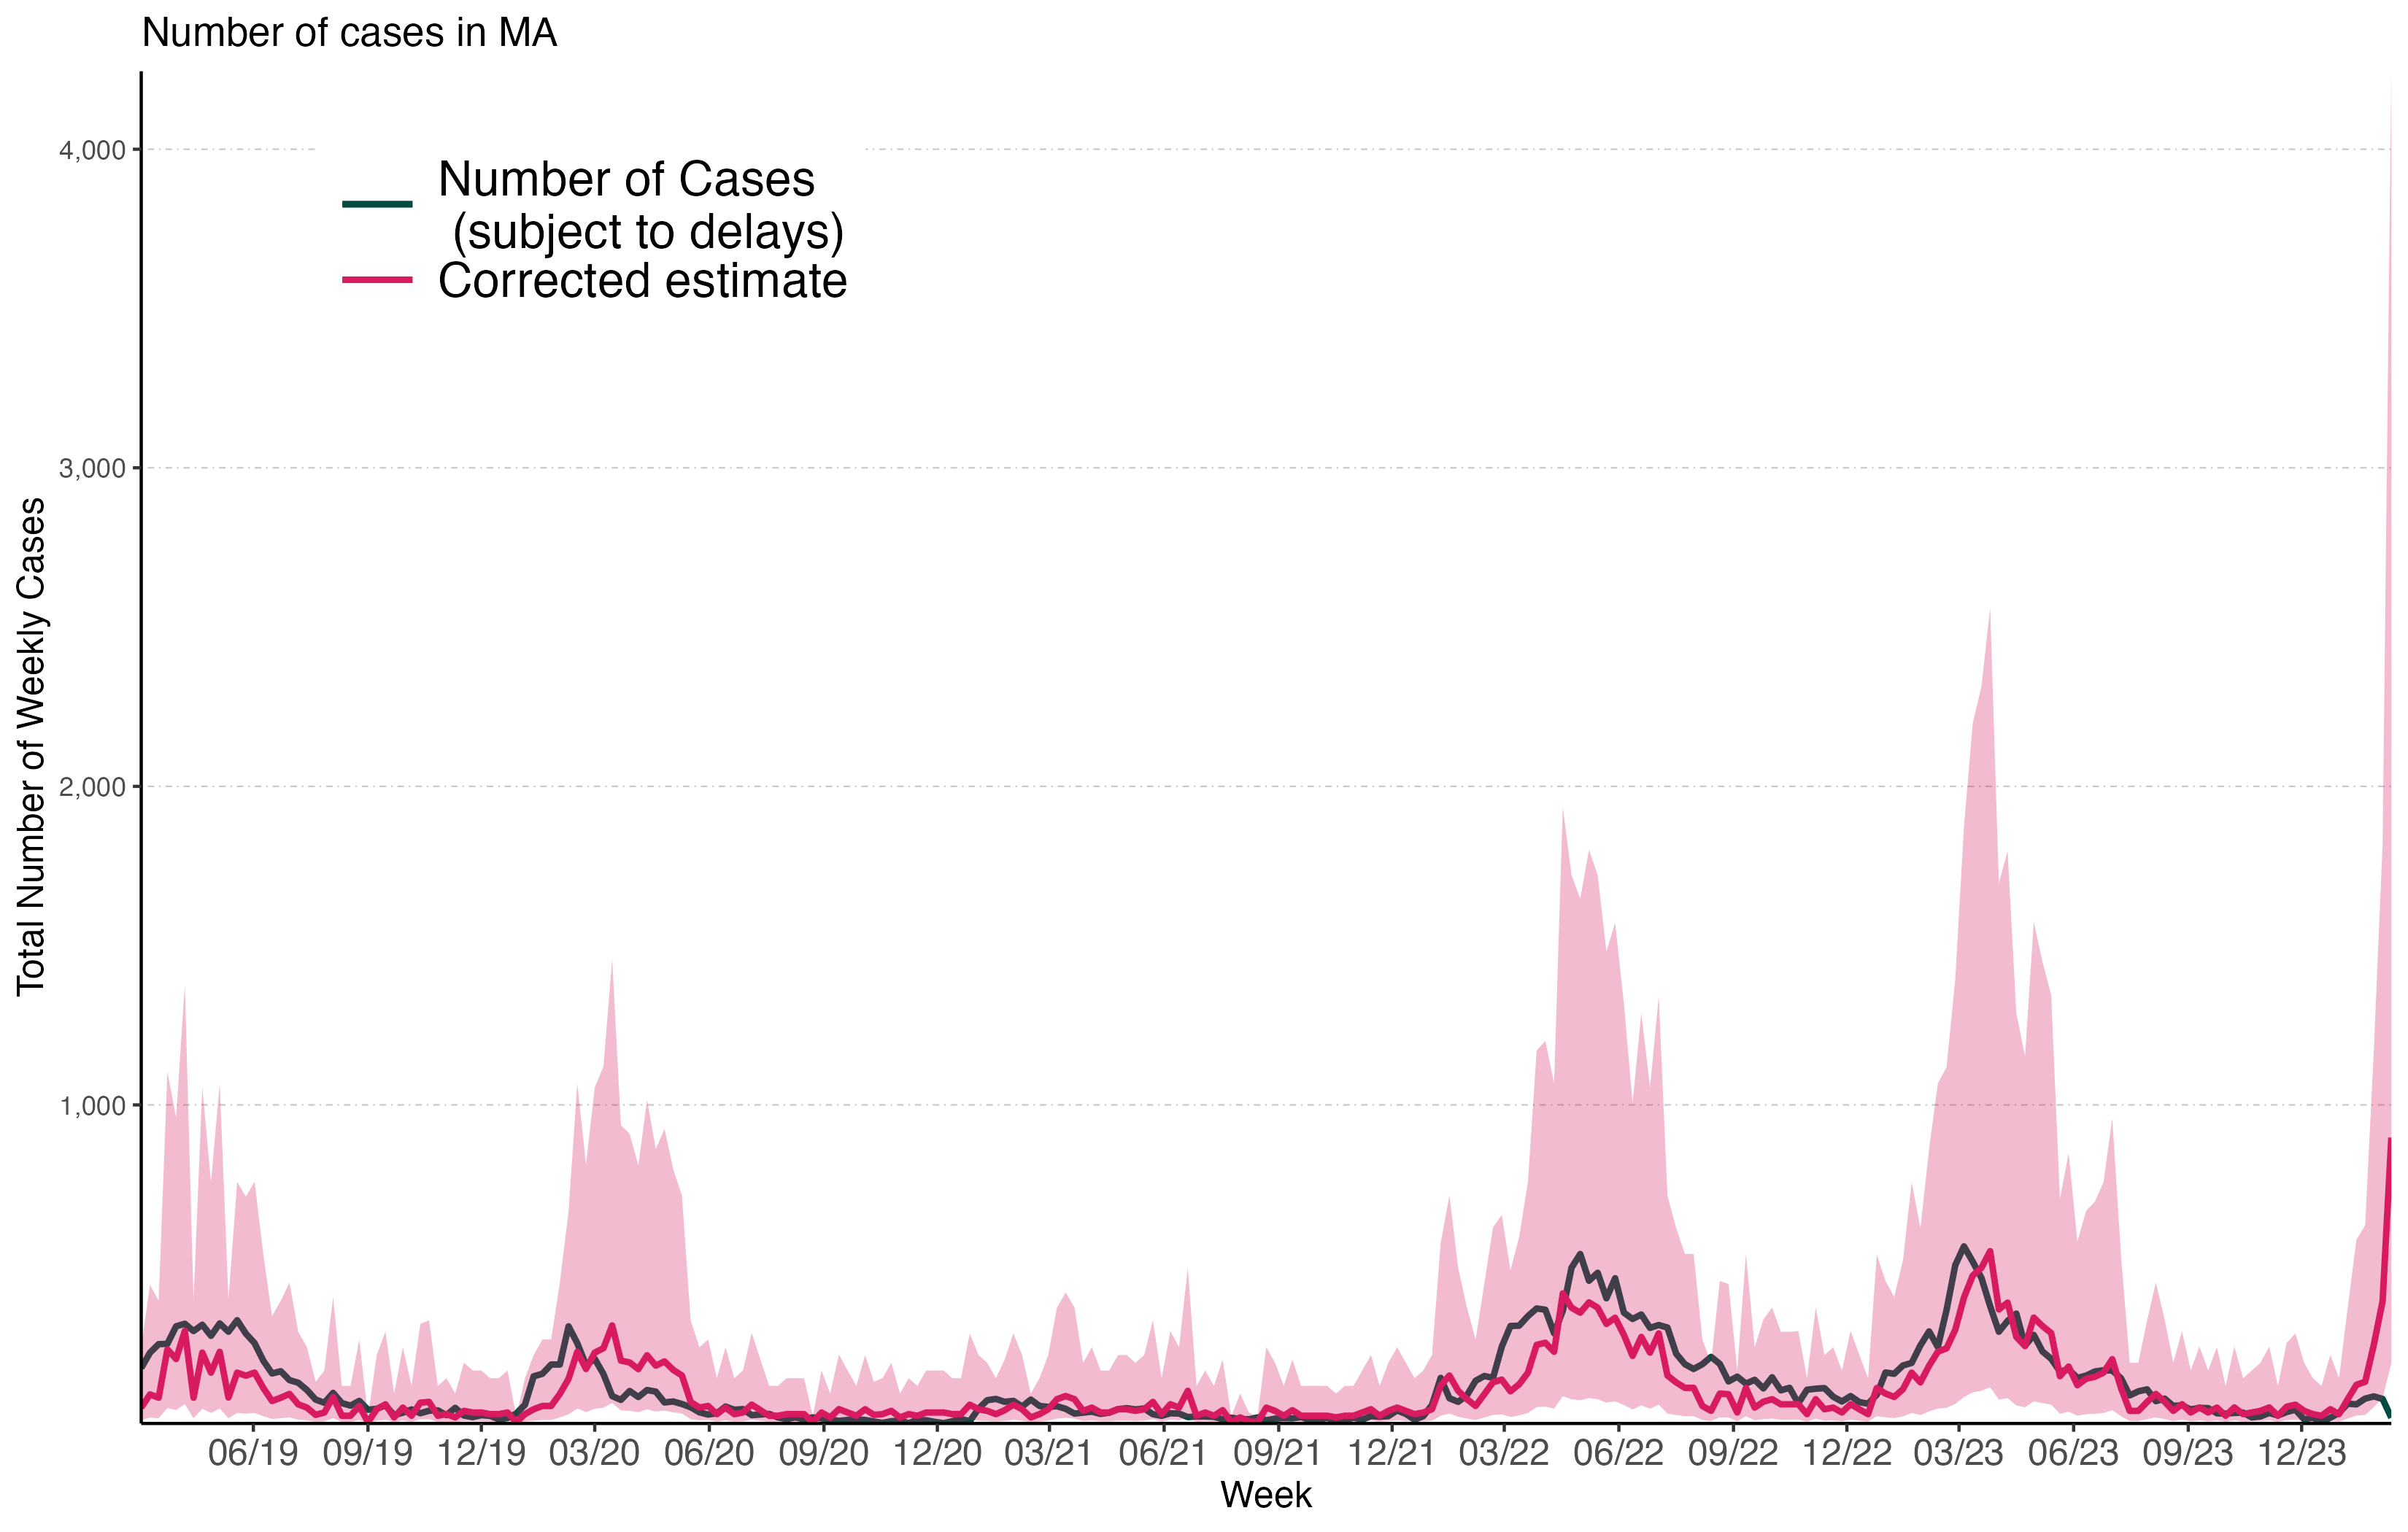 Number of cases in MA
4,000
3,000
2,000
1,000
Total Number of Weekly Cases
Number of Cases
(subject to delays)
Corrected estimate
06/19 09/19 12/19 03/20 06/20 09/20 12/20 03/21 06/21 09/21 12/21 03/22 06/22 09/22 12/22 03/23 06/23 09/23 12/23
Week